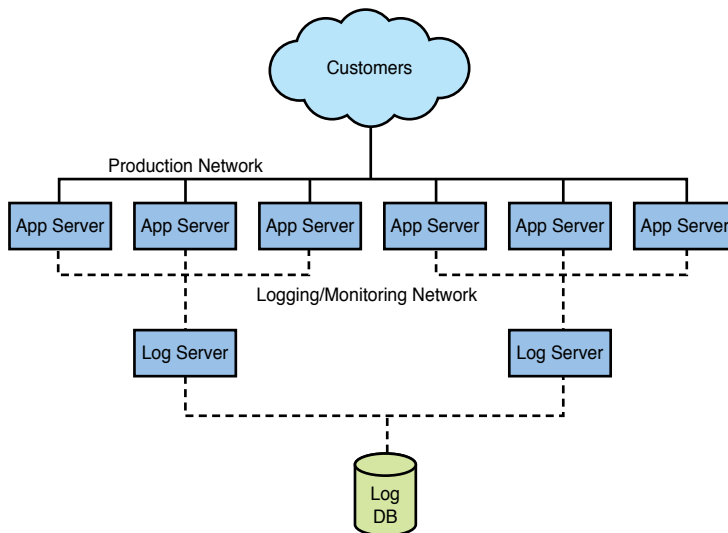 Customers
Production Network
App Server
App Server
App Server
App Server
App Server
App Server
Logging/Monitoring Network
Log Server
Log Server
Log
DB